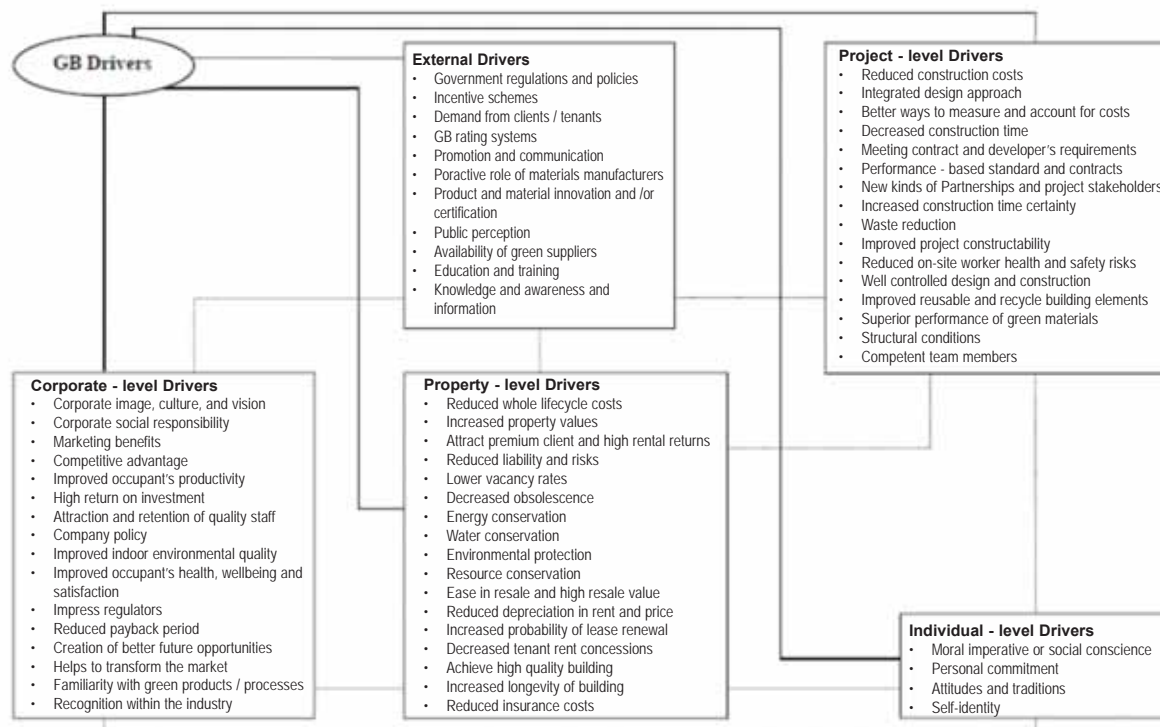 GB Drivers
External Drivers
• Government regulations and policies
• Incentive schemes
• Demand from clients / tenants
• GB rating systems
• Promotion and communication
• Poractive role of materials manufacturers
• Product and material innovation and /or
certification
• Public perception
• Availability of green suppliers
• Education and training
• Knowledge and awareness and
information
Project - level Drivers
• Reduced construction costs
• Integrated design approach
• Better ways to measure and account for costs
• Decreased construction time
• Meeting contract and developer's requirements
• Performance - based standard and contracts
• New kinds of Partnerships and project stakeholders
• Increased construction time certainty
• Waste reduction
• Improved project constructability
• Reduced on-site worker health and safety risks
• Well controlled design and construction
• Improved reusable and recycle building elements
• Superior performance of green materials
• Structural conditions
• Competent team members
Corporate - level Drivers
• Corporate image, culture, and vision
• Corporate social responsibility
• Marketing benefits
• Competitive advantage
• Improved occupant's productivity
• High return on investment
• Attraction and retention of quality staff
• Company policy
• Improved indoor environmental quality
• Improved occupant's health, wellbeing and
satisfaction
• Impress regulators
• Reduced payback period
• Creation of better future opportunities
• Helps to transform the market
• Familiarity with green products / processes
• Recognition within the industry
Property - level Drivers
• Reduced whole lifecycle costs
• Increased property values
• Attract premium client and high rental returns
• Reduced liability and risks
• Lower vacancy rates
• Decreased obsolescence
• Energy conservation
• Water conservation
• Environmental protection
• Resource conservation
• Ease in resale and high resale value
• Reduced depreciation in rent and price
• Increased probability of lease renewal
• Decreased tenant rent concessions
• Achieve high quality building
• Increased longevity of building
• Reduced insurance costs
Individual - level Drivers
• Moral imperative or social conscience
• Personal commitment
• Attitudes and traditions
• Self-identity